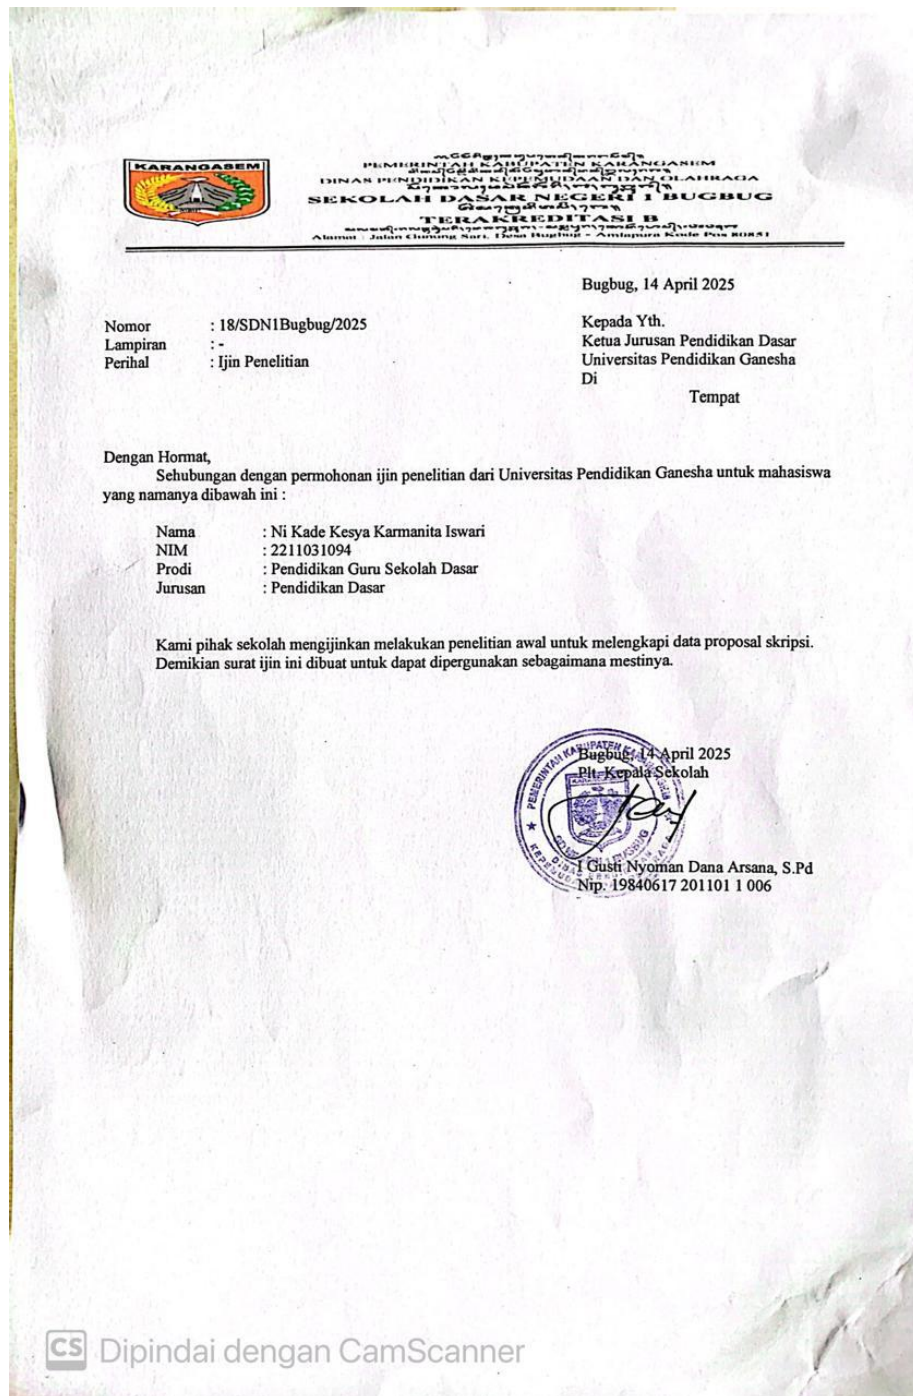 KARANGASEM
PEMERINTAH KABUPATEN KARANGASEM
DINAS PENDIDIKAN KEPEMUDAAN DAN OLAHRAGA
SEKOLAH DASAR NEGERI 1 BUGBUG
TERAKREDITASI B
Alamat : Jalan Gunung Sari, Desa Bugbug - Amlapura Kode Pos 80851
Bugbug, 14 April 2025
Nomor : 18/SDN1Bugbug/2025
Lampiran : -
Perihal : Ijin Penelitian
Kepada Yth.
Ketua Jurusan Pendidikan Dasar
Universitas Pendidikan Ganesha
Di
Tempat
Dengan Hormat,
Sehubungan dengan permohonan ijin penelitian dari Universitas Pendidikan Ganesha untuk mahasiswa
yang namanya dibawah ini :
Nama : Ni Kade Kesya Karmanita Iswari
NIM : 2211031094
Prodi : Pendidikan Guru Sekolah Dasar
Jurusan : Pendidikan Dasar
Kami pihak sekolah mengijinkan melakukan penelitian awal untuk melengkapi data proposal skripsi.
Demikian surat ijin ini dibuat untuk dapat dipergunakan sebagaimana mestinya.
Bugbug, 14 April 2025
Plt. Kepala Sekolah
PEMERINTAH KABUPATEN
I Gusti Nyoman Dana Arsana, S.Pd
Nip. 19840617 201101 1 006
CS Dipindai dengan CamScanner